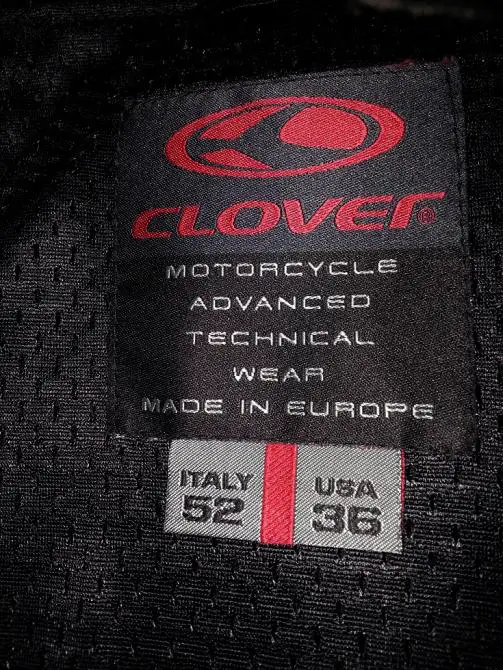 CLOVER®
MOTORCYCLE
ADVANCED
TECHNICAL
WEAR
MADE IN EUROPE
ITALY USA
52 36